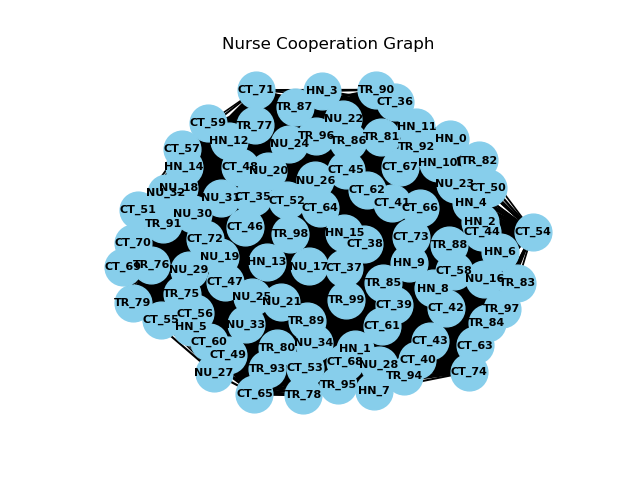 Nurse Cooperation Graph
CT_71
HN_3
TR_90
CT_36
TR_87
NU_22
CT_59
TR_77
HN_11
HN_12
NU_24
TR_96
TR_86
TR_81
HN_0
TR_92
CT_57
HN_14
CT_48
NU_20
CT_45
CT_67
HN_10
TR_82
NU_26
NU_18
NU_32
NU_31
CT_35
CT_52
CT_62
NU_23
CT_50
CT_51
NU_30
CT_64
CT_41
CT_66
HN_4
TR_91
CT_46
TR_98
HN_15
HN_2
CT_44
CT_54
CT_70
CT_72
CT_38
CT_73
TR_88
HN_6
CT_69
TR_76
NU_29
NU_19
HN_13
NU_17
CT_37
HN_9
CT_58
NU_16
TR_83
CT_47
TR_85
HN_8
TR_79
TR_75
NU_25
NU_21
TR_99
CT_39
CT_42
TR_97
CT_55
CT_56
HN_5
NU_33
TR_89
CT_61
TR_84
CT_60
CT_49
TR_80
NU_34
HN_1
CT_43
CT_63
NU_27
TR_93
CT_53
CT_68
NU_28
CT_40
CT_74
TR_94
CT_65
TR_78
TR_95
HN_7